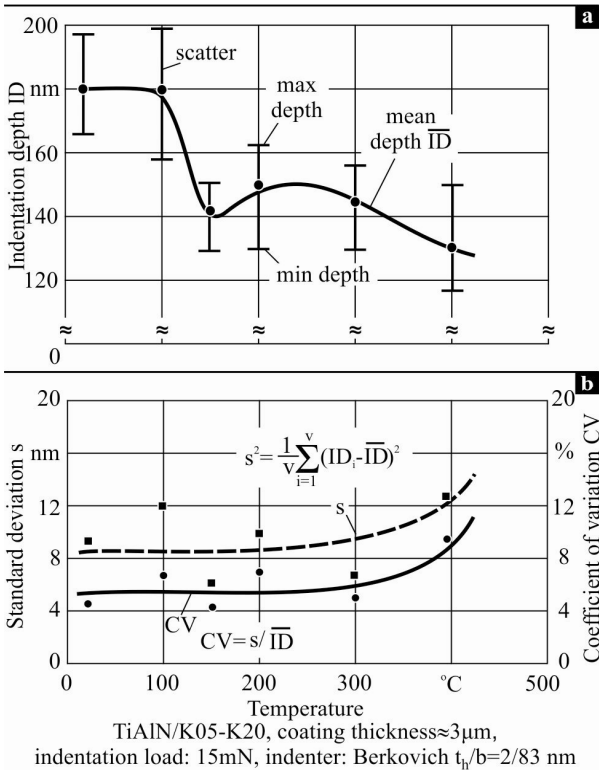 a
200
nm
160
140
120
0
Indentation depth ID
scatter
max
depth
mean
depth ID
min depth
≈ ≈ ≈ ≈ ≈ ≈
b
20
nm
12
8
4
0
Standard deviation s
20
%
12
8
4
0
Coefficient of variation CV
s²= 1/v ∑ᵢ₌₁ᵛ (IDᵢ-ID)²
s
CV
CV=s/ID
0 100 200 300 °C 500
Temperature
TiAlN/K05-K20, coating thickness≈3μm,
indentation load: 15mN, indenter: Berkovich tₕ/b=2/83 nm